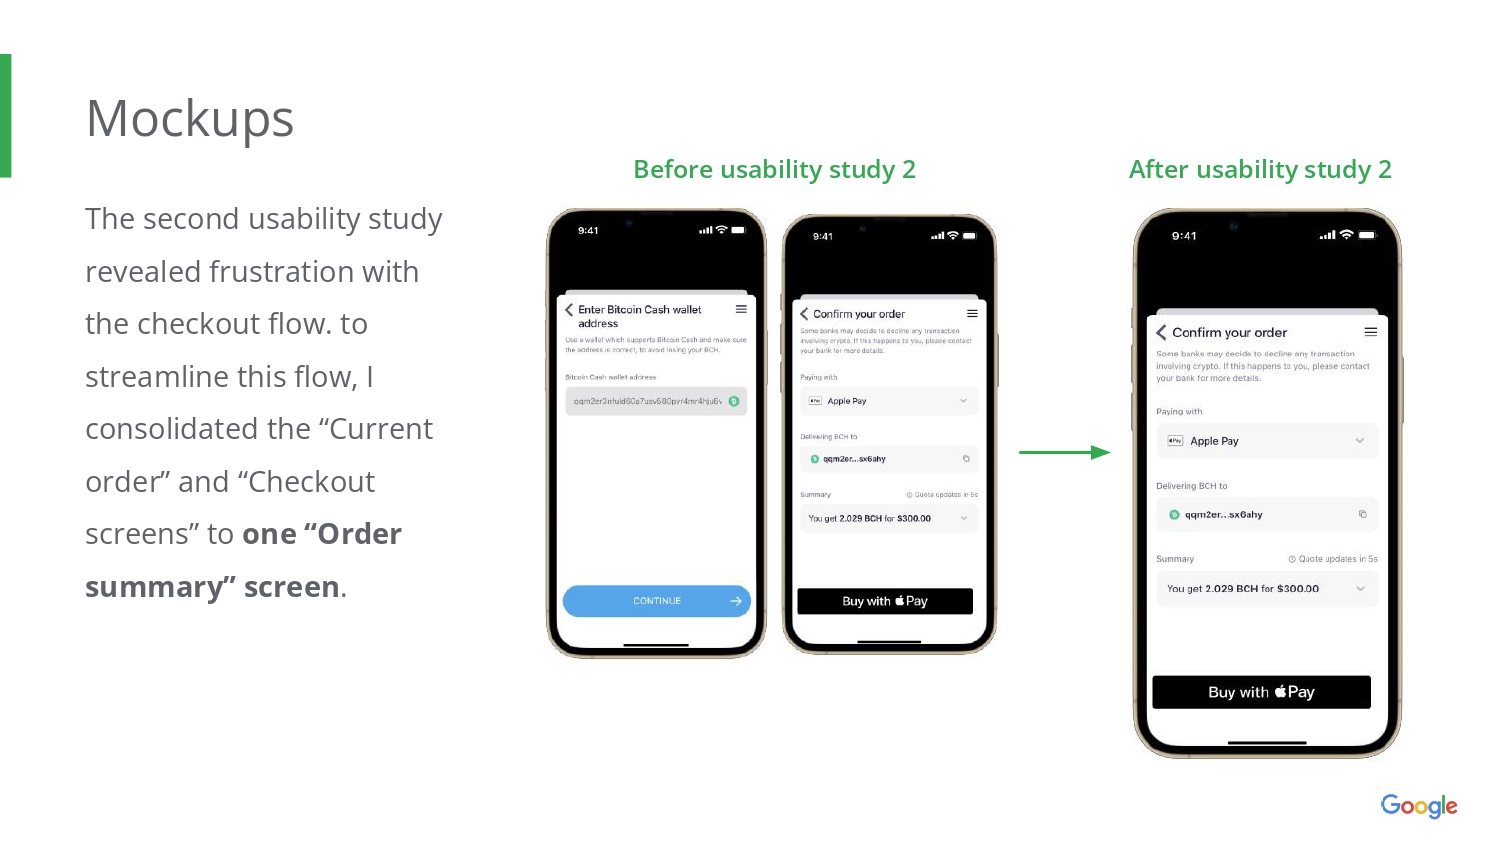 Mockups
The second usability study
revealed frustration with
the checkout flow. to
streamline this flow, I
consolidated the “Current
order” and “Checkout
screens” to one “Order
summary” screen.
Before usability study 2
9:41
Enter Bitcoin Cash wallet
address
Use a wallet which supports Bitcoin Cash and make sure
the address is correct, to avoid losing your BCH.
Bitcoin Cash wallet address
CONTINUE
9:41
Confirm your order
Some banks may decide to decline any transaction
involving crypto. If this happens to you, please contact
your bank for more details.
Paying with
Pay Apple Pay
Delivering BCH to
qqm2er...sx6ahy
Summary Quote updates in 5s
You get 2.029 BCH for $300.00
Buy with Pay
After usability study 2
9:41
Confirm your order
Some banks may decide to decline any transaction
involving crypto. If this happens to you, please contact
your bank for more details.
Paying with
Pay Apple Pay
Delivering BCH to
qqm2er...sx6ahy
Summary Quote updates in 5s
You get 2.029 BCH for $300.00
Buy with Pay
Google